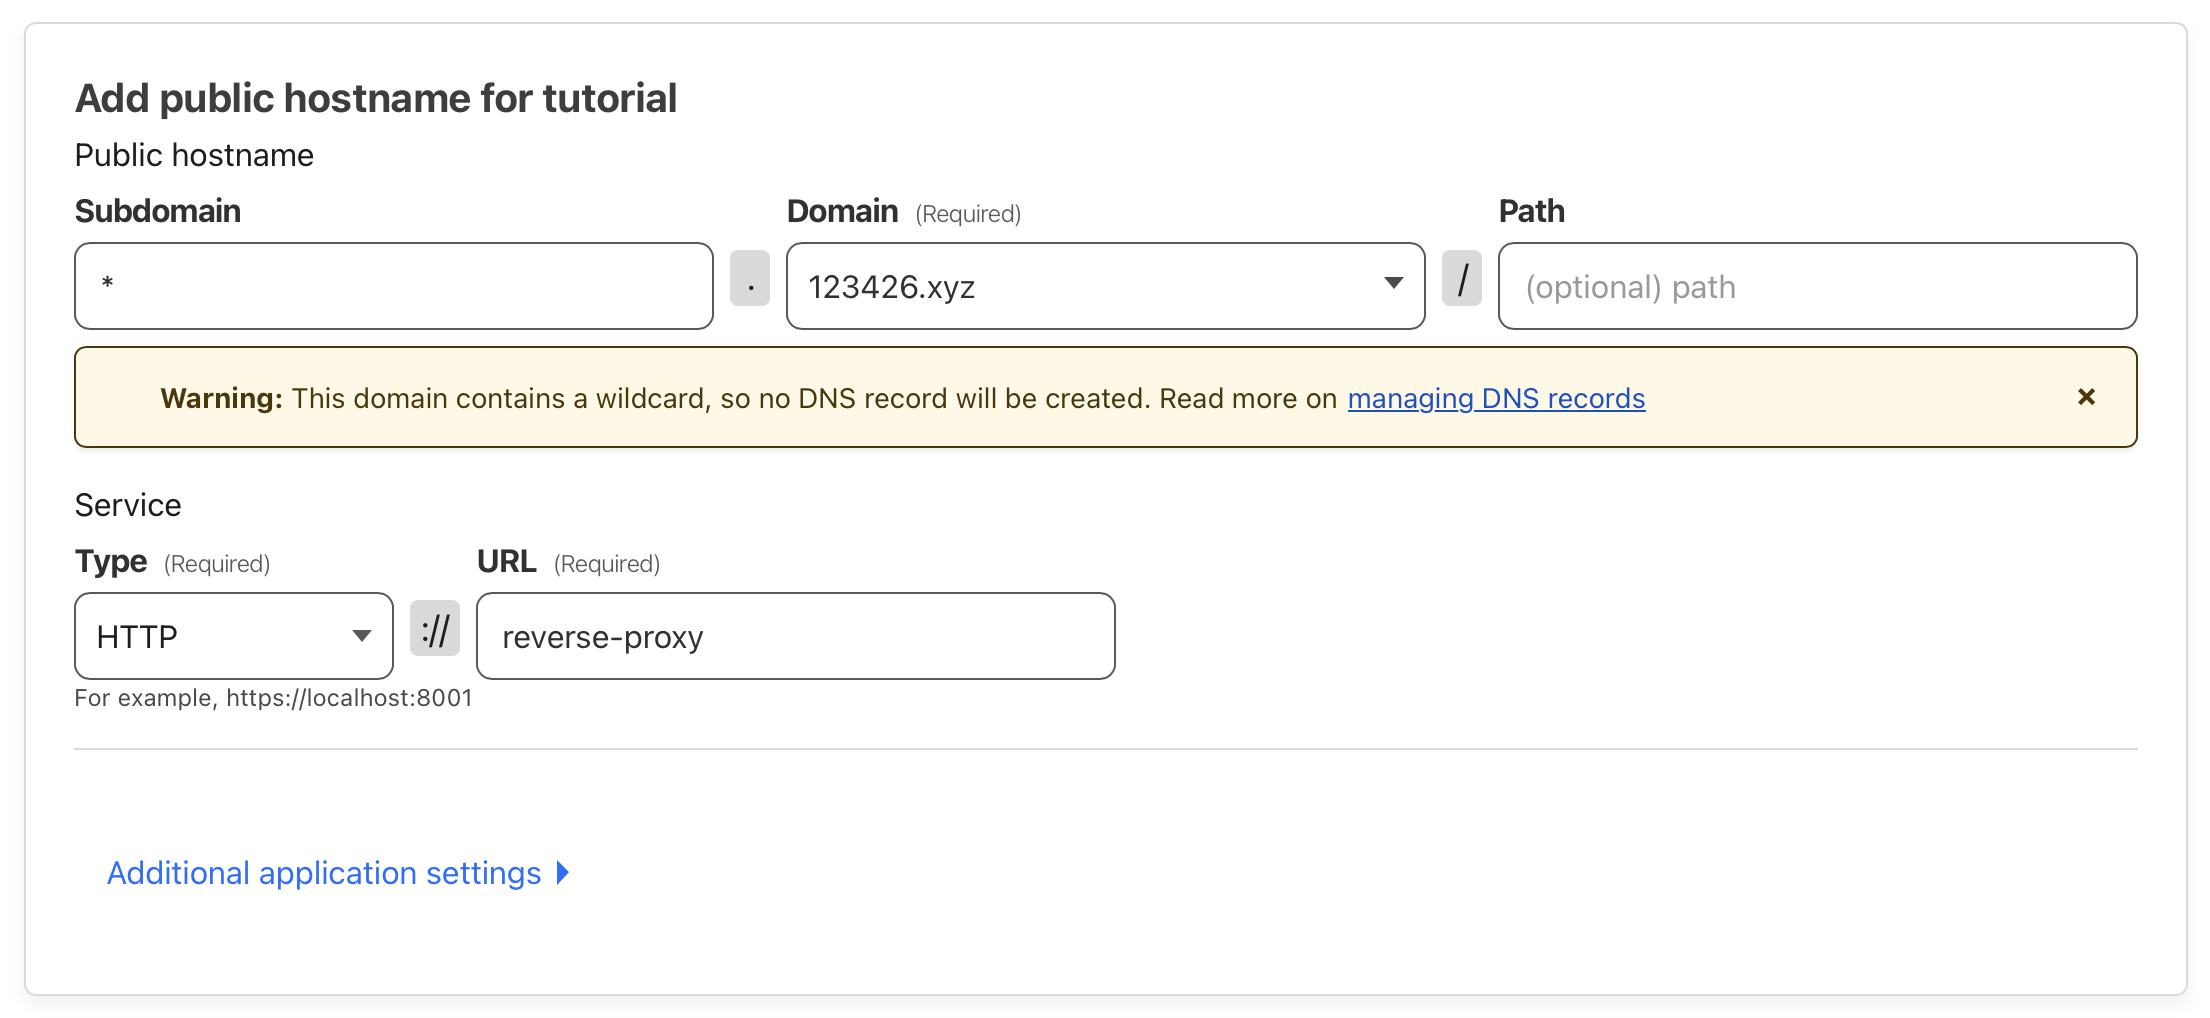 Add public hostname for tutorial
Public hostname
Subdomain Domain (Required) Path
* . 123426.xyz / (optional) path
Warning: This domain contains a wildcard, so no DNS record will be created. Read more on managing DNS records ×
Service
Type (Required) URL (Required)
HTTP :// reverse-proxy
For example, https://localhost:8001
Additional application settings